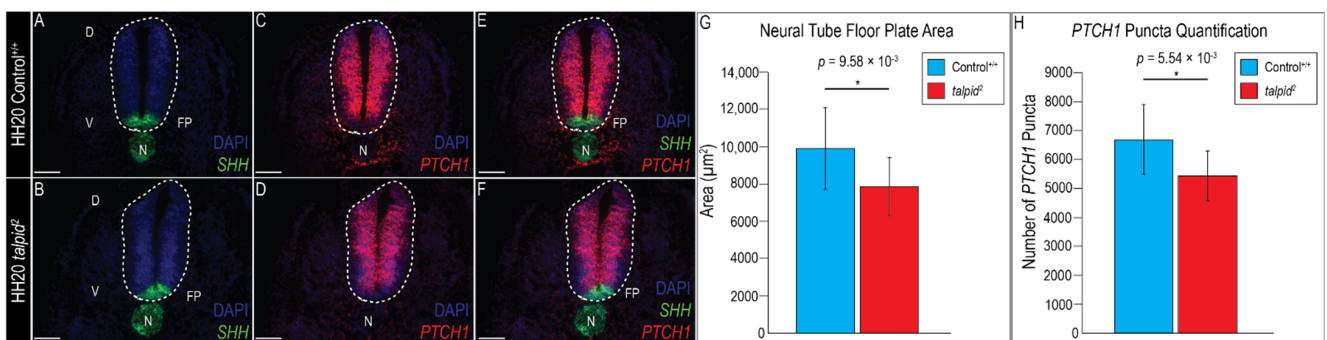 HH20 Control+/+
A
D
V
FP
N
DAPI
SHH
C
N
DAPI
PTCH1
E
FP
N
DAPI
SHH
PTCH1
HH20 talpid²
B
D
V
FP
N
DAPI
SHH
D
N
DAPI
PTCH1
F
FP
N
DAPI
SHH
PTCH1
G
Neural Tube Floor Plate Area
Control+/+
talpid²
p = 9.58 × 10⁻³
*
Area (µm²)
14,000
12,000
10,000
8000
6000
4000
2000
0
H
PTCH1 Puncta Quantification
Control+/+
talpid²
p = 5.54 × 10⁻³
*
Number of PTCH1 Puncta
9000
8000
7000
6000
5000
4000
3000
2000
1000
0